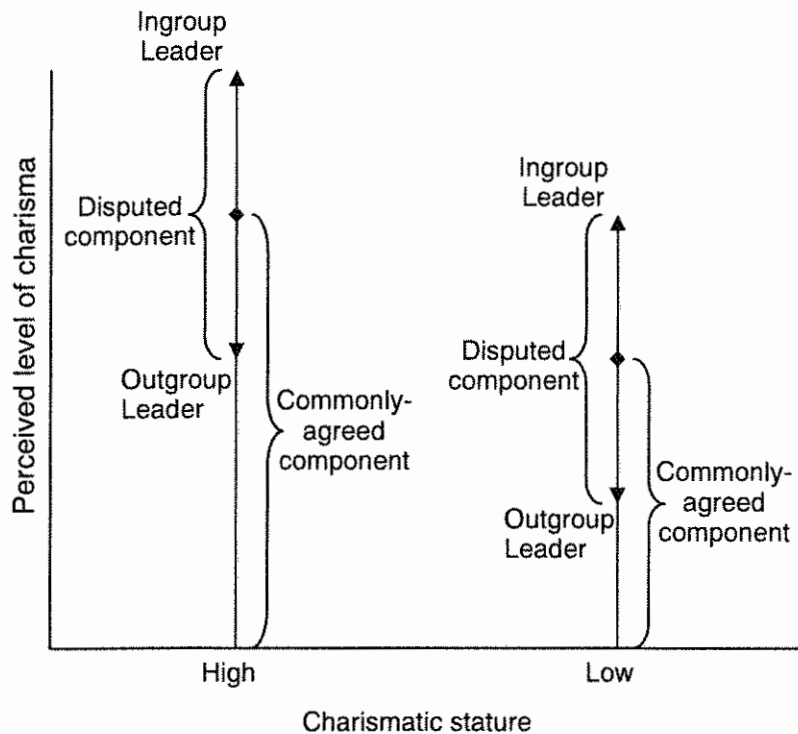 Ingroup
Leader
Disputed
component
Outgroup
Leader
Commonly-
agreed
component
Ingroup
Leader
Disputed
component
Outgroup
Leader
Commonly-
agreed
component
Perceived level of charisma
High
Low
Charismatic stature